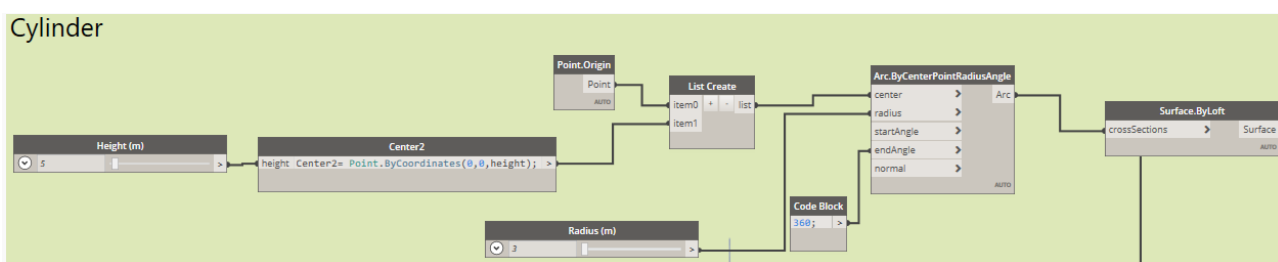 Cylinder
Point.Origin
Point
AUTO
List Create
item0 + - list
item1
Arc.ByCenterPointRadiusAngle
center > Arc
radius >
startAngle >
endAngle >
normal >
AUTO
Surface.ByLoft
crossSections > Surface
AUTO
Height (m)
5 >
Center2
height Center2= Point.ByCoordinates(0,0,height); >
Code Block
360; >
Radius (m)
3 >